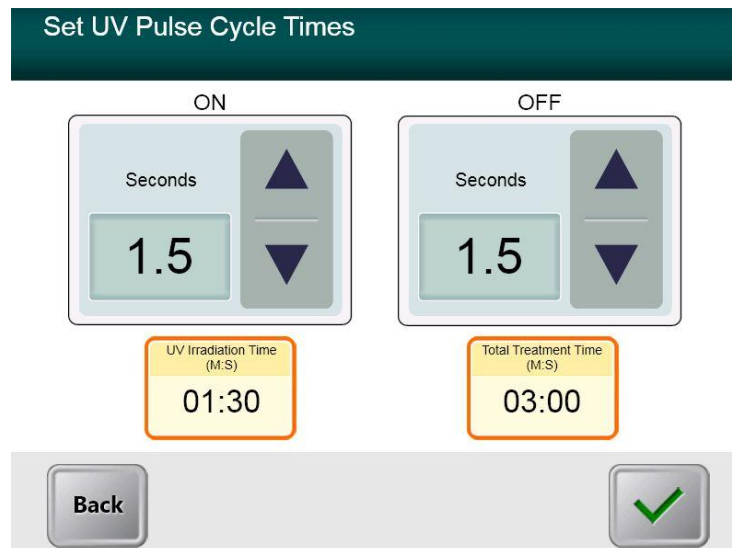 Set UV Pulse Cycle Times
ON
OFF
Seconds
1.5
Seconds
1.5
UV Irradiation Time
(M:S)
01:30
Total Treatment Time
(M:S)
03:00
Back